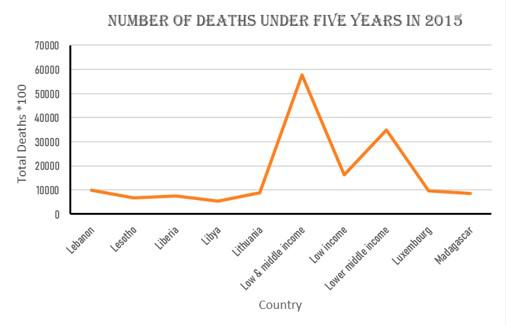 NUMBER OF DEATHS UNDER FIVE YEARS IN 2015
70000
60000
50000
40000
30000
20000
10000
0
Total Deaths *100
Lebanon
Lesotho
Liberia
Libya
Lithuania
Low & middle income
Low income
Lower middle income
Luxembourg
Madagascar
Country